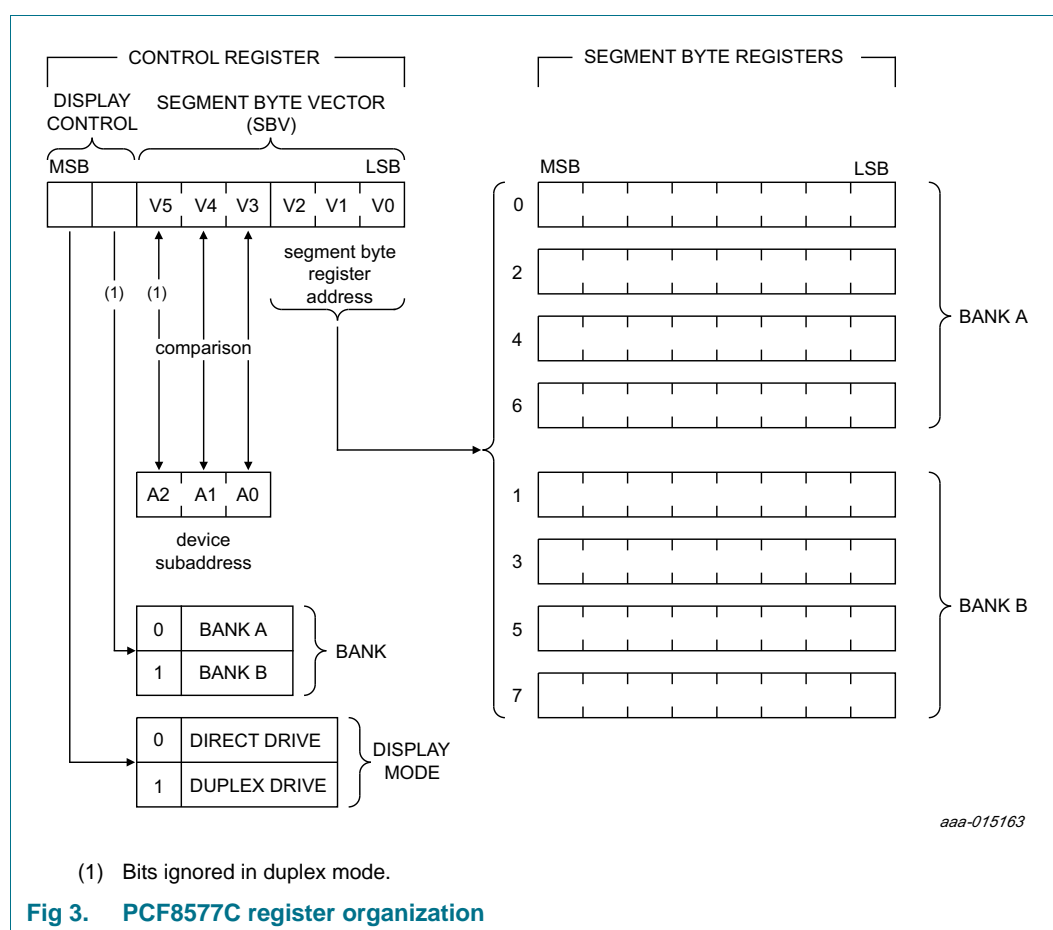 CONTROL REGISTER
SEGMENT BYTE REGISTERS
DISPLAY
CONTROL
SEGMENT BYTE VECTOR
(SBV)
MSB
LSB
V5 V4 V3 V2 V1 V0
segment byte
register
address
(1) (1)
comparison
A2 A1 A0
device
subaddress
0 BANK A
1 BANK B
BANK
0 DIRECT DRIVE
1 DUPLEX DRIVE
DISPLAY
MODE
MSB
LSB
0
2
4
6
BANK A
1
3
5
7
BANK B
aaa-015163
(1) Bits ignored in duplex mode.
Fig 3. PCF8577C register organization